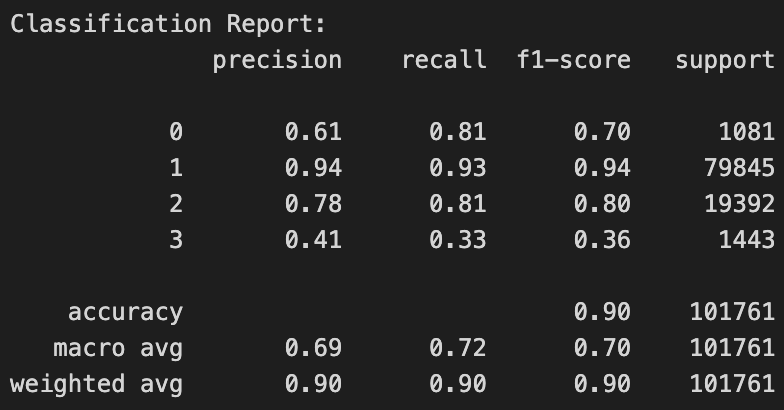 Classification Report:
precision recall f1-score support
0 0.61 0.81 0.70 1081
1 0.94 0.93 0.94 79845
2 0.78 0.81 0.80 19392
3 0.41 0.33 0.36 1443
accuracy 0.90 101761
macro avg 0.69 0.72 0.70 101761
weighted avg 0.90 0.90 0.90 101761